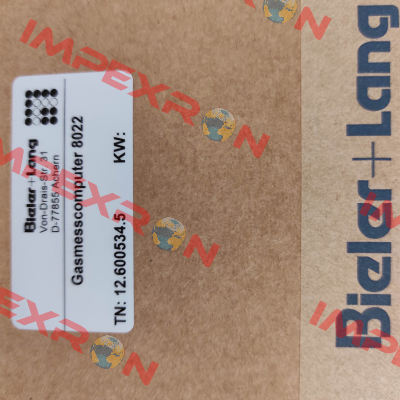 Bieler+Lang
Von-Drais-Str. 31
D-77855 Achern
Gasmesscomputer 8022
TN: 12.600534.5 KW:
Bieler+Lang
IMPEXRON
IMPEXRON
IMPEXRON
IMPEXRON
IMPEXRON